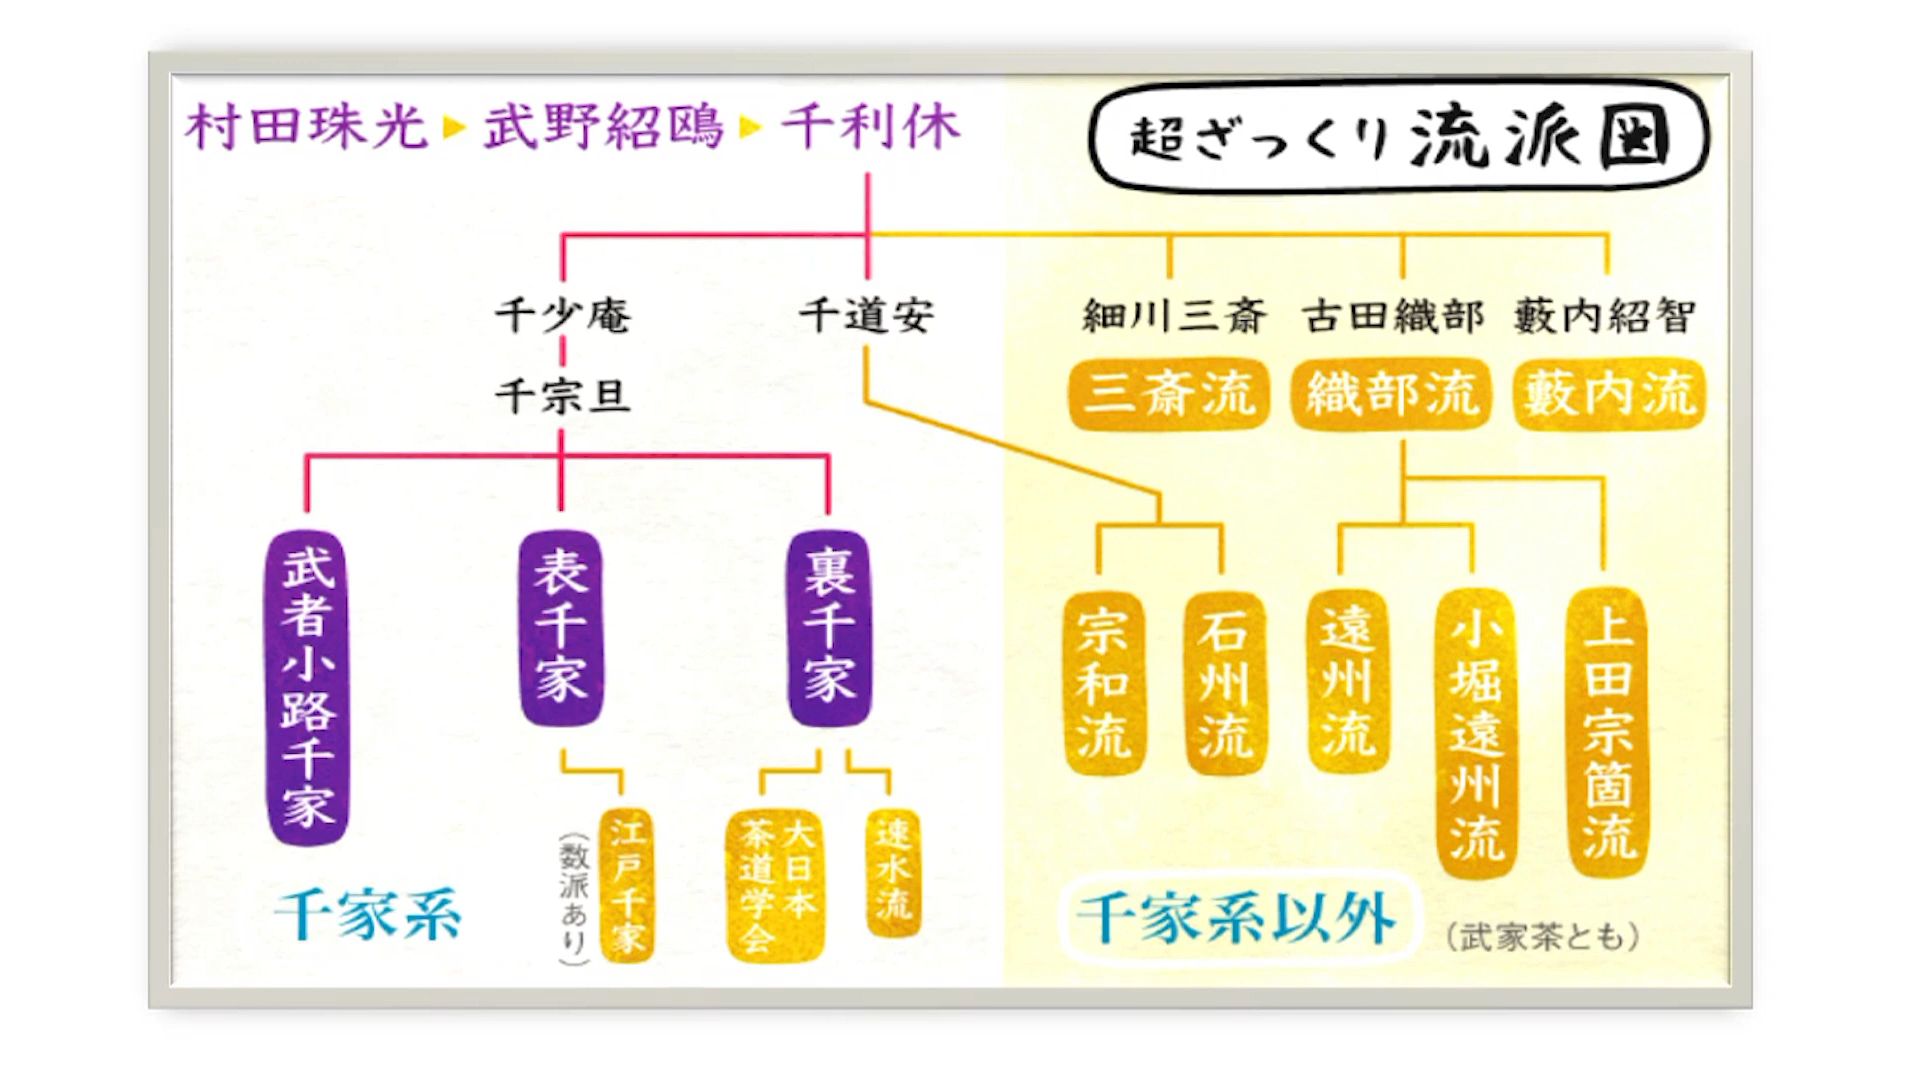 村田珠光▶武野紹鷗▶千利休
超ざっくり流派図
千少庵
千道安
細川三斎
古田織部
藪内紹智
千宗旦
三斎流
織部流
藪内流
武者小路千家
表千家
裏千家
宗和流
石州流
遠州流
小堀遠州流
上田宗箇流
江戸千家
（数派あり）
大日本
茶道学会
速水流
千家系
千家系以外
（武家茶とも）